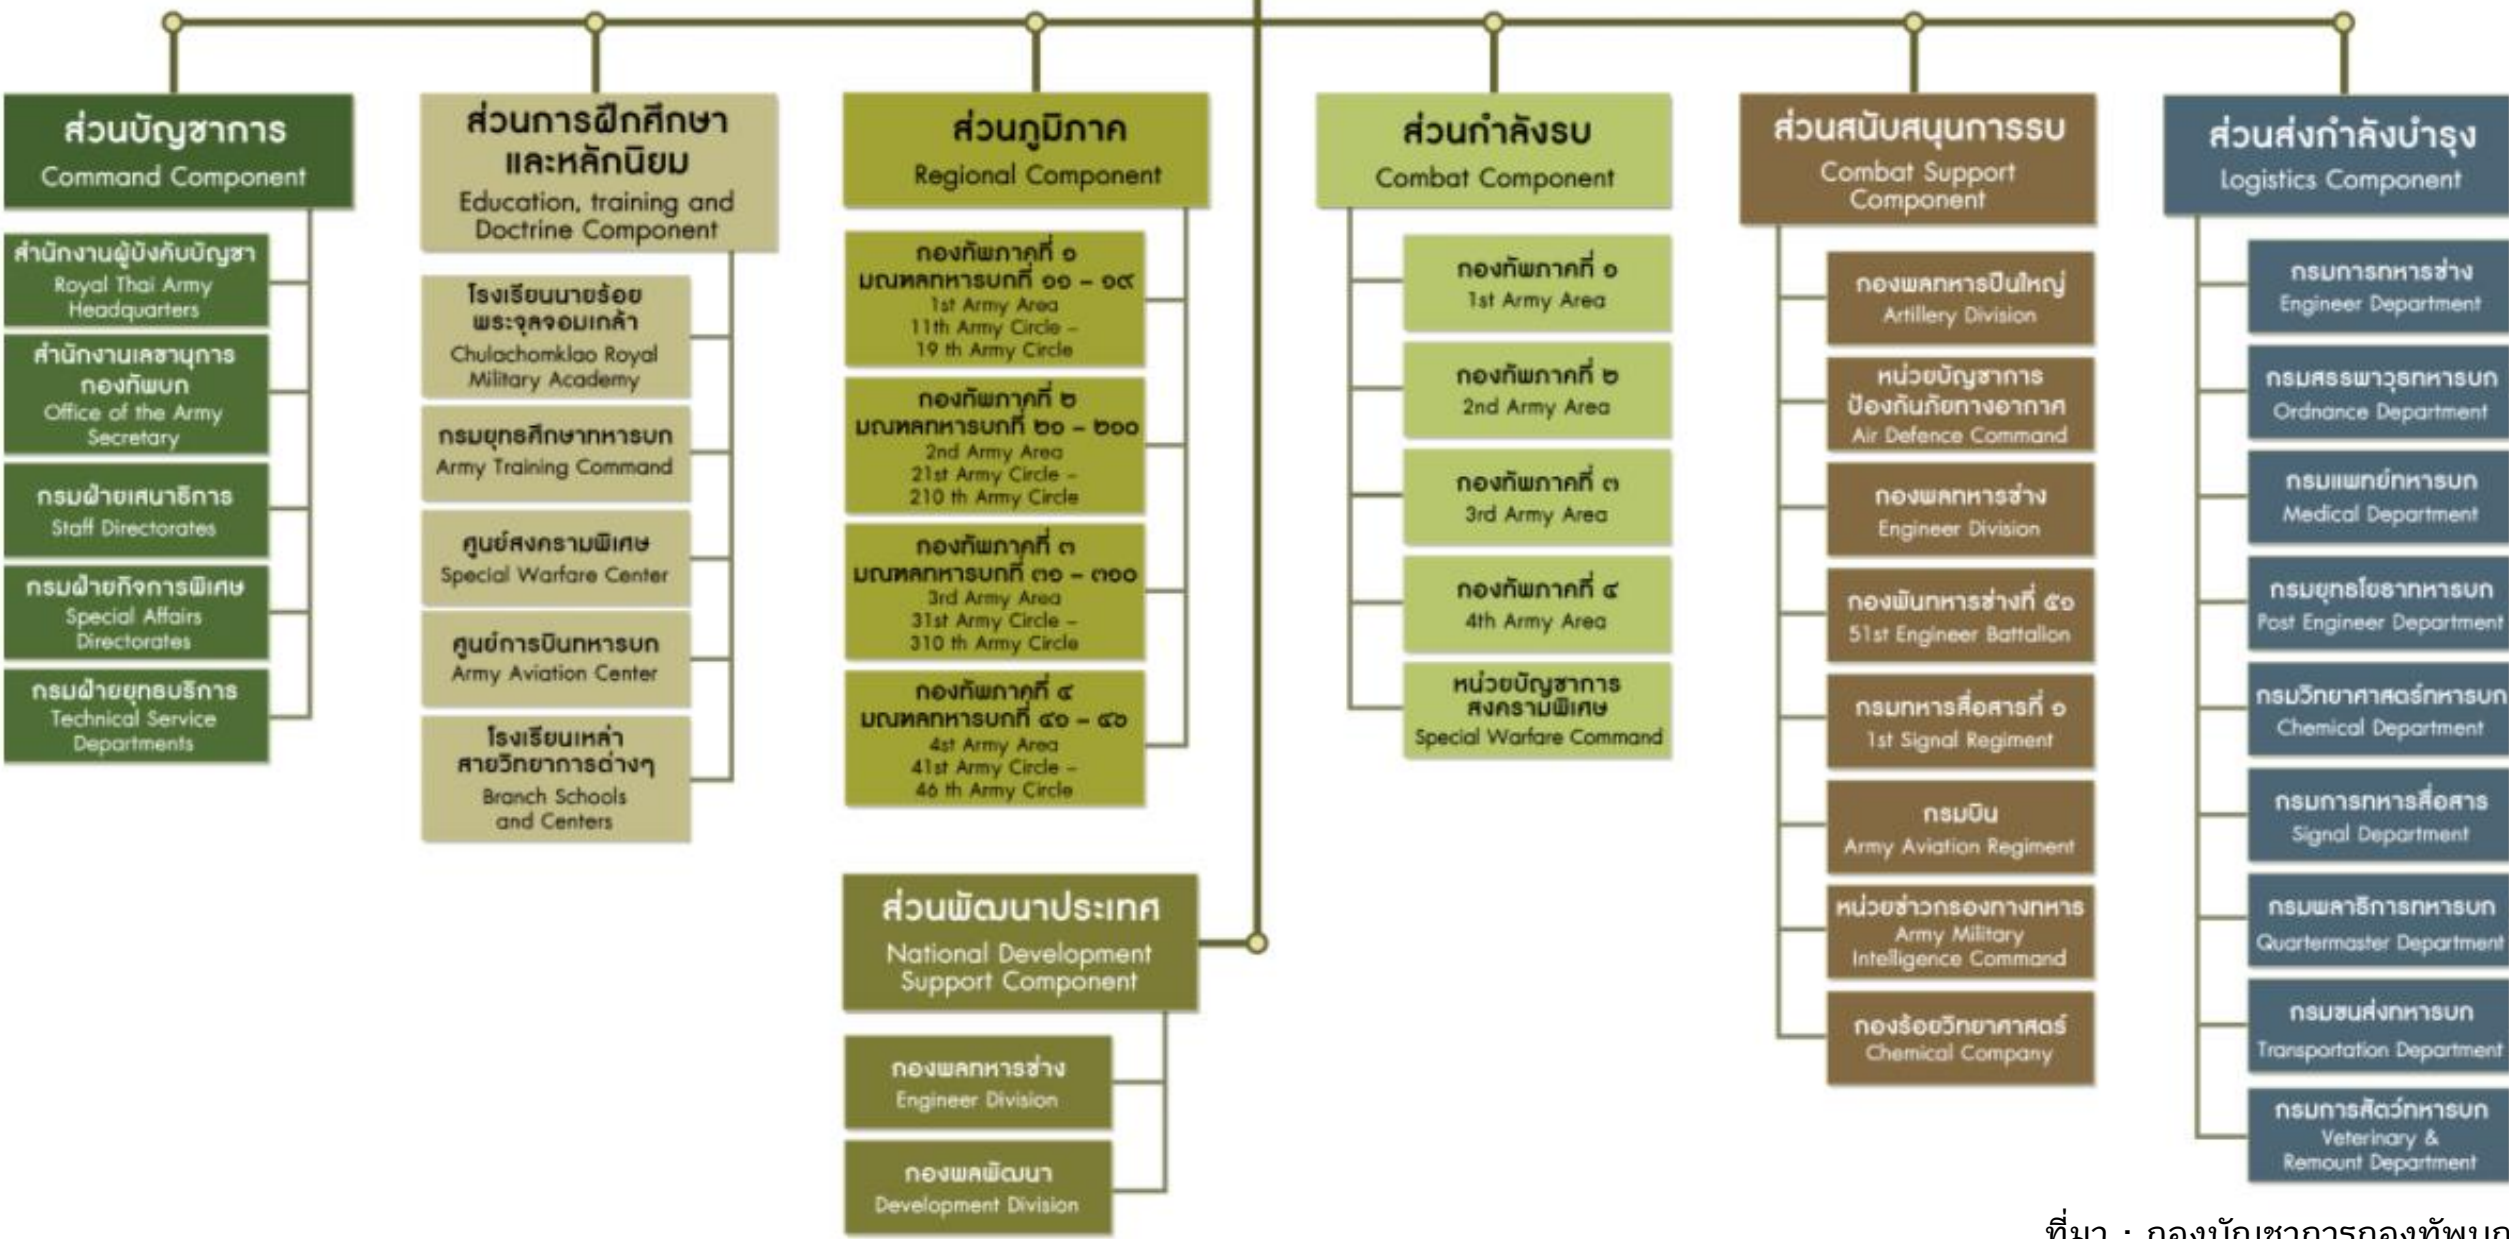 ส่วนบัญชาการ
Command Component
สำนักงานผู้บังคับบัญชา
Royal Thai Army
Headquarters
สำนักงานเลขานุการ
กองทัพบก
Office of the Army
Secretary
กรมฝ่ายเสนาธิการ
Staff Directorates
กรมฝ่ายกิจการพิเศษ
Special Affairs
Directorates
กรมฝ่ายยุทธบริการ
Technical Service
Departments
ส่วนการฝึกศึกษา
และหลักนิยม
Education, training and
Doctrine Component
โรงเรียนนายร้อย
พระจุลจอมเกล้า
Chulachomklao Royal
Military Academy
กรมยุทธศึกษาทหารบก
Army Training Command
ศูนย์สงครามพิเศษ
Special Warfare Center
ศูนย์การบินทหารบก
Army Aviation Center
โรงเรียนเหล่า
สายวิทยาการต่างๆ
Branch Schools
and Centers
ส่วนภูมิภาค
Regional Component
กองทัพภาคที่ ๑
มณฑลทหารบกที่ ๑๑ – ๑๙
1st Army Area
11th Army Circle –
19 th Army Circle
กองทัพภาคที่ ๒
มณฑลทหารบกที่ ๒๑ – ๒๑๐
2nd Army Area
21st Army Circle –
210 th Army Circle
กองทัพภาคที่ ๓
มณฑลทหารบกที่ ๓๑ – ๓๑๐
3rd Army Area
31st Army Circle –
310 th Army Circle
กองทัพภาคที่ ๔
มณฑลทหารบกที่ ๔๑ – ๔๖
4st Army Area
41st Army Circle –
46 th Army Circle
ส่วนพัฒนาประเทศ
National Development
Support Component
กองพลทหารช่าง
Engineer Division
กองพลพัฒนา
Development Division
ส่วนกำลังรบ
Combat Component
กองทัพภาคที่ ๑
1st Army Area
กองทัพภาคที่ ๒
2nd Army Area
กองทัพภาคที่ ๓
3rd Army Area
กองทัพภาคที่ ๔
4th Army Area
หน่วยบัญชาการ
สงครามพิเศษ
Special Warfare Command
ส่วนสนับสนุนการรบ
Combat Support
Component
กองพลทหารปืนใหญ่
Artillery Division
หน่วยบัญชาการ
ป้องกันภัยทางอากาศ
Air Defence Command
กองพลทหารช่าง
Engineer Division
กองพันทหารช่างที่ ๕๑
51st Engineer Battallon
กรมทหารสื่อสารที่ ๑
1st Signal Regiment
กรมบิน
Army Aviation Regiment
หน่วยข่าวกรองทางทหาร
Army Military
Intelligence Command
กองร้อยวิทยาศาสตร์
Chemical Company
ส่วนส่งกำลังบำรุง
Logistics Component
กรมการทหารช่าง
Engineer Department
กรมสรรพาวุธทหารบก
Ordnance Department
กรมแพทย์ทหารบก
Medical Department
กรมยุทธโยธาทหารบก
Post Engineer Department
กรมวิทยาศาสตร์ทหารบก
Chemical Department
กรมการทหารสื่อสาร
Signal Department
กรมพลาธิการทหารบก
Quartermaster Department
กรมขนส่งทหารบก
Transportation Department
กรมการสัตว์ทหารบก
Veterinary &
Remount Department
ที่มา : กองบัญชาการกองทัพบก